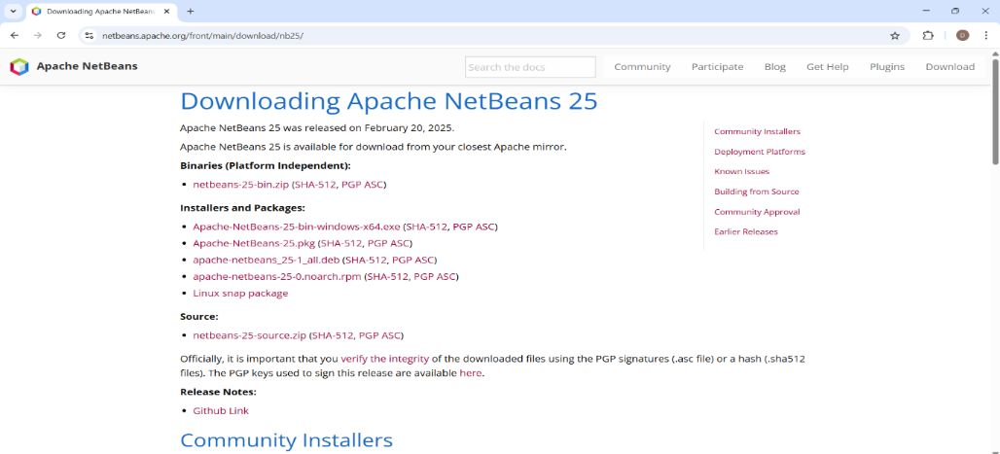 Downloading Apache NetBeans
netbeans.apache.org/front/main/download/nb25/
D
Apache NetBeans
Search the docs
Community
Participate
Blog
Get Help
Plugins
Download
Downloading Apache NetBeans 25
Apache NetBeans 25 was released on February 20, 2025.
Apache NetBeans 25 is available for download from your closest Apache mirror.
Binaries (Platform Independent):
• netbeans-25-bin.zip (SHA-512, PGP ASC)
Installers and Packages:
• Apache-NetBeans-25-bin-windows-x64.exe (SHA-512, PGP ASC)
• Apache-NetBeans-25.pkg (SHA-512, PGP ASC)
• apache-netbeans_25-1_all.deb (SHA-512, PGP ASC)
• apache-netbeans-25-0.noarch.rpm (SHA-512, PGP ASC)
• Linux snap package
Source:
• netbeans-25-source.zip (SHA-512, PGP ASC)
Officially, it is important that you verify the integrity of the downloaded files using the PGP signatures (.asc file) or a hash (.sha512
files). The PGP keys used to sign this release are available here.
Release Notes:
• Github Link
Community Installers
Community Installers
Deployment Platforms
Known Issues
Building from Source
Community Approval
Earlier Releases